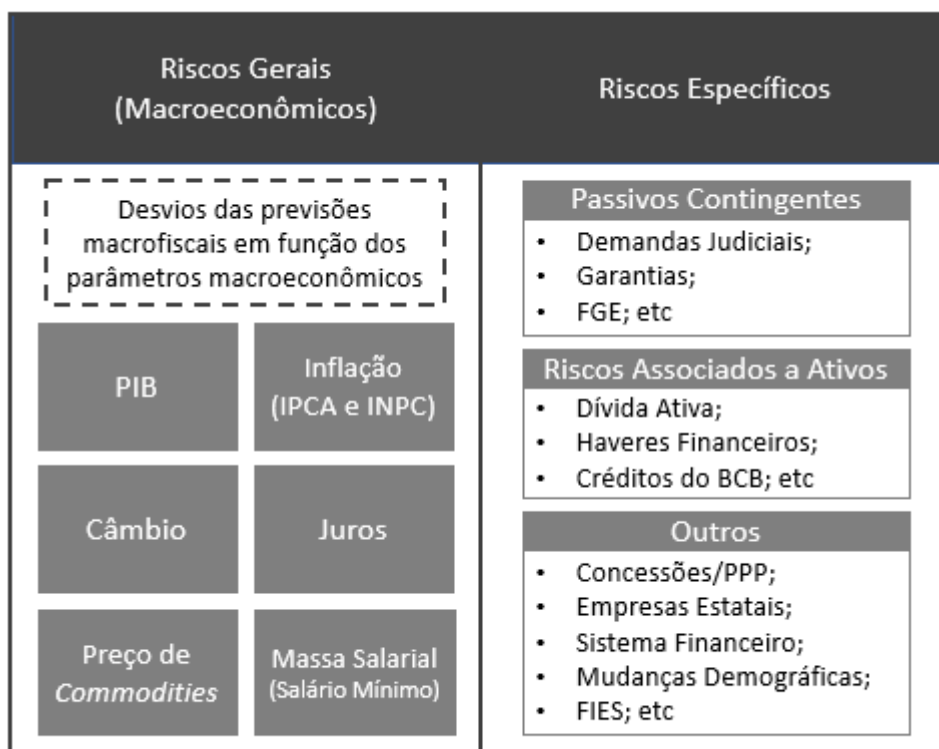 Riscos Gerais
(Macroeconômicos)
Desvios das previsões
macrofiscais em função dos
parâmetros macroeconômicos
PIB
Inflação
(IPCA e INPC)
Câmbio
Juros
Preço de
Commodities
Massa Salarial
(Salário Mínimo)
Riscos Específicos
Passivos Contingentes
• Demandas Judiciais;
• Garantias;
• FGE; etc
Riscos Associados a Ativos
• Dívida Ativa;
• Haveres Financeiros;
• Créditos do BCB; etc
Outros
• Concessões/PPP;
• Empresas Estatais;
• Sistema Financeiro;
• Mudanças Demográficas;
• FIES; etc